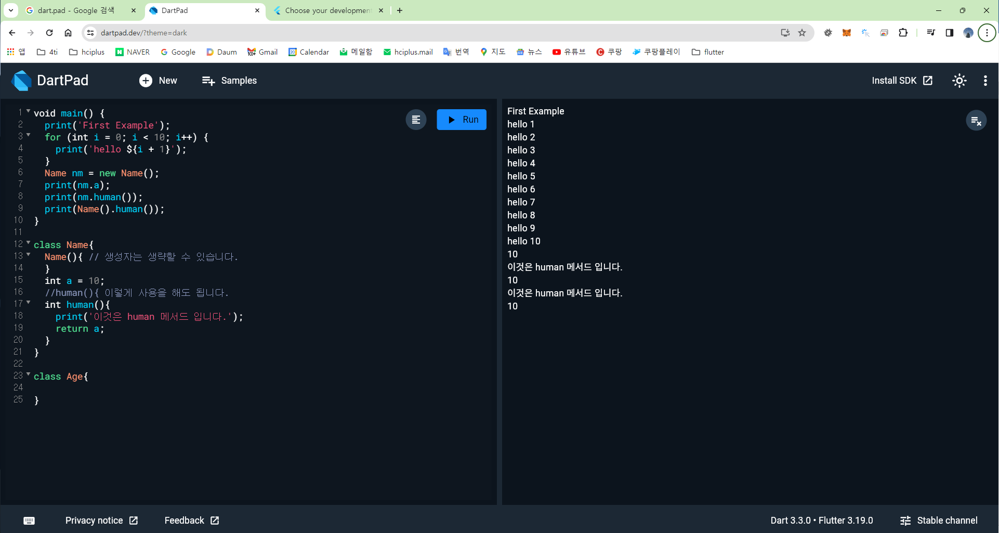 dart.pad - Google 검색
DartPad
Choose your development
dartpad.dev/?theme=dark
앱 4ti hciplus NAVER Google Daum Gmail Calendar 메일함 hciplus.mail 번역 지도 뉴스 유튜브 쿠팡 쿠팡플레이 flutter
DartPad New Samples Install SDK
Run
1 void main() {
2 print('First Example');
3 for (int i = 0; i < 10; i++) {
4 print('hello ${i + 1}');
5 }
6 Name nm = new Name();
7 print(nm.a);
8 print(nm.human());
9 print(Name().human());
10 }
11
12 class Name{
13 Name(){ // 생성자는 생략할 수 있습니다.
14 }
15 int a = 10;
16 //human(){ 이렇게 사용을 해도 됩니다.
17 int human(){
18 print('이것은 human 메서드 입니다.');
19 return a;
20 }
21 }
22
23 class Age{
24
25 }
First Example
hello 1
hello 2
hello 3
hello 4
hello 5
hello 6
hello 7
hello 8
hello 9
hello 10
10
이것은 human 메서드 입니다.
10
이것은 human 메서드 입니다.
10
Privacy notice Feedback Dart 3.3.0 • Flutter 3.19.0 Stable channel